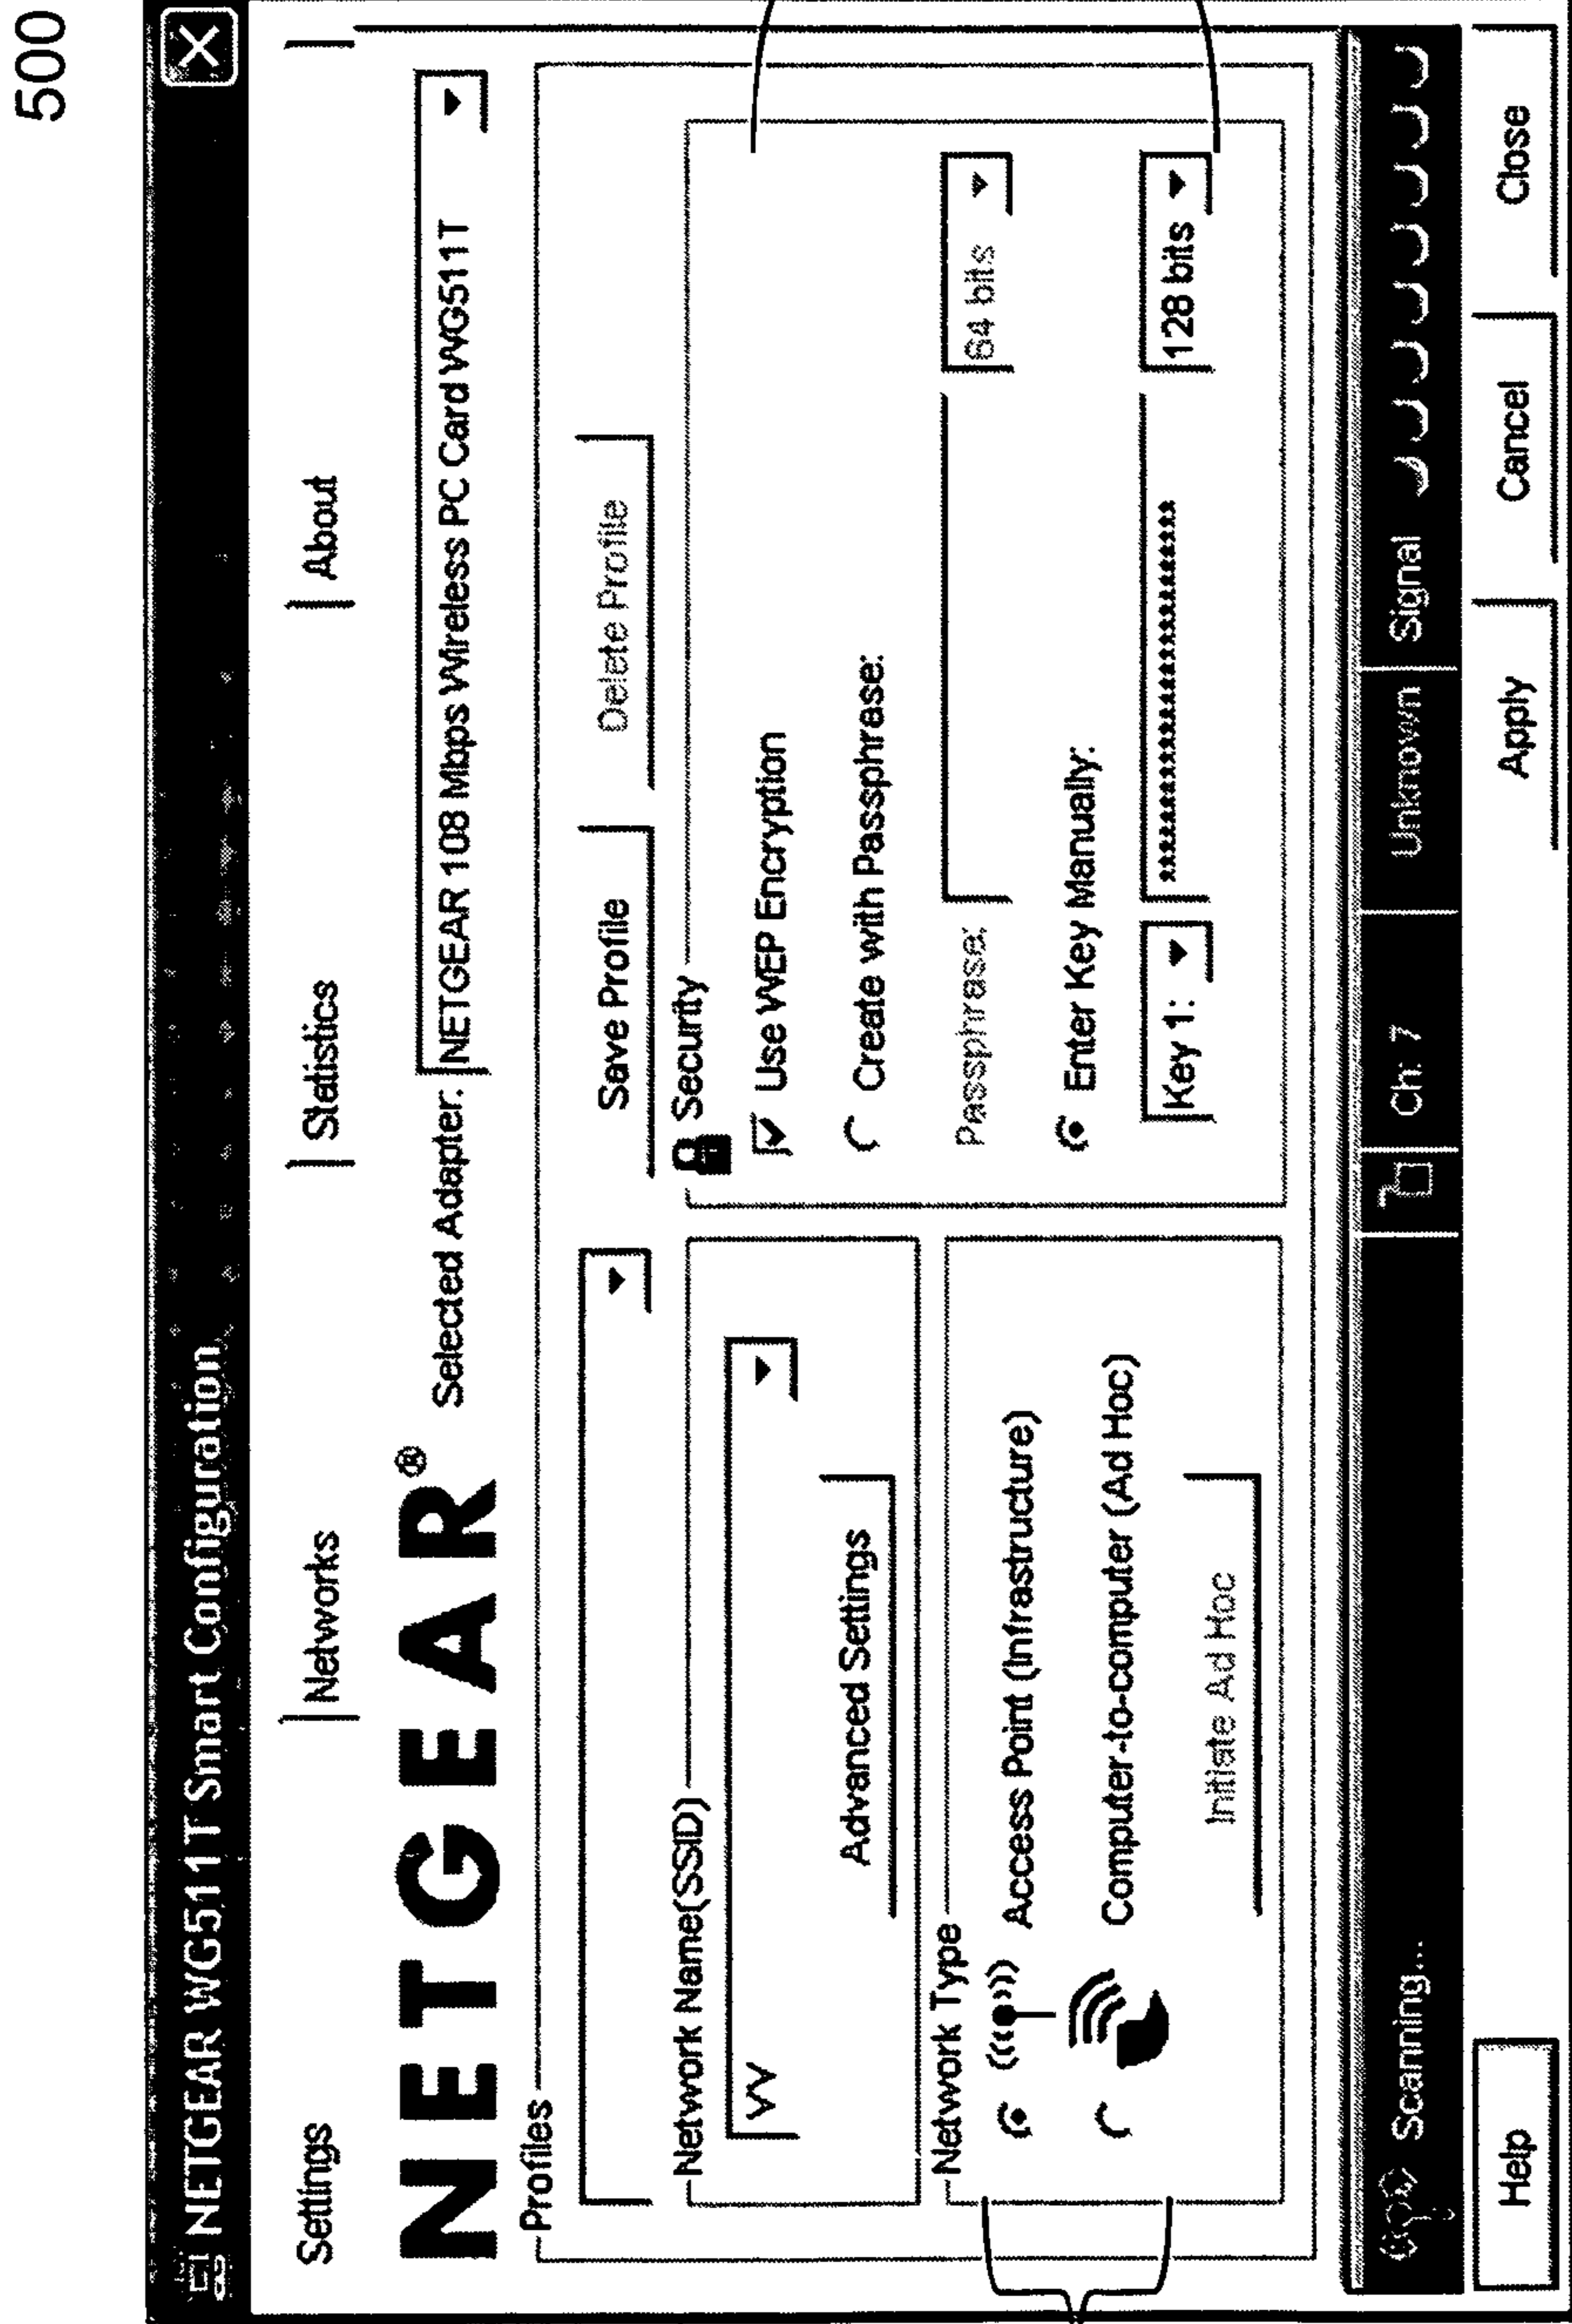 500
NETGEAR WG511T Smart Configuration
Settings
Networks
Statistics
About
NETGEAR®
Selected Adapter:
NETGEAR 108 Mbps Wireless PC Card WG511T
Profiles
Save Profile
Delete Profile
Network Name(SSID)
Advanced Settings
Network Type
Access Point (Infrastructure)
Computer-to-computer (Ad Hoc)
Initiate Ad Hoc
Security
Use WEP Encryption
Create with Passphrase:
Passphrase:
64 bits
Enter Key Manually:
Key 1:
128 bits
Scanning...
Ch: 7
Unknown
Signal
Help
Apply
Cancel
Close